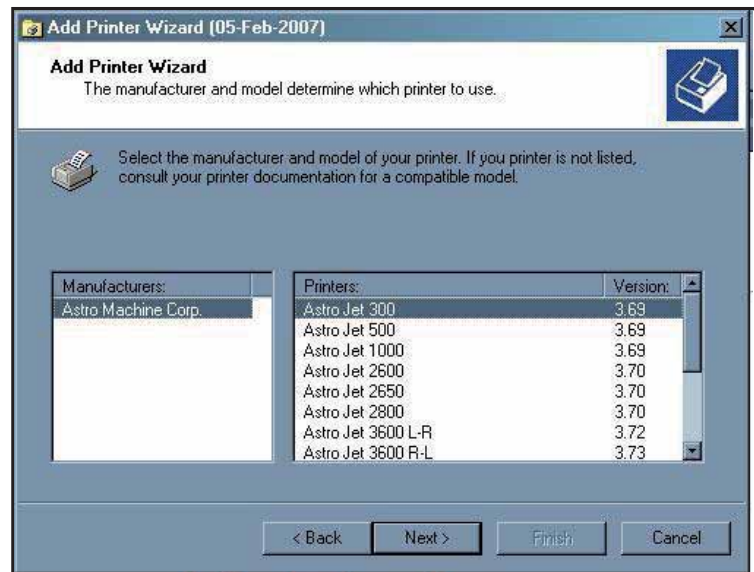 Add Printer Wizard (05-Feb-2007)
Add Printer Wizard
The manufacturer and model determine which printer to use.
Select the manufacturer and model of your printer. If you printer is not listed,
consult your printer documentation for a compatible model.
Manufacturers:
Astro Machine Corp.
Printers: Version:
Astro Jet 300 3.69
Astro Jet 500 3.69
Astro Jet 1000 3.69
Astro Jet 2600 3.70
Astro Jet 2650 3.70
Astro Jet 2800 3.70
Astro Jet 3600 L-R 3.72
Astro Jet 3600 R-L 3.73
< Back Next > Finish Cancel